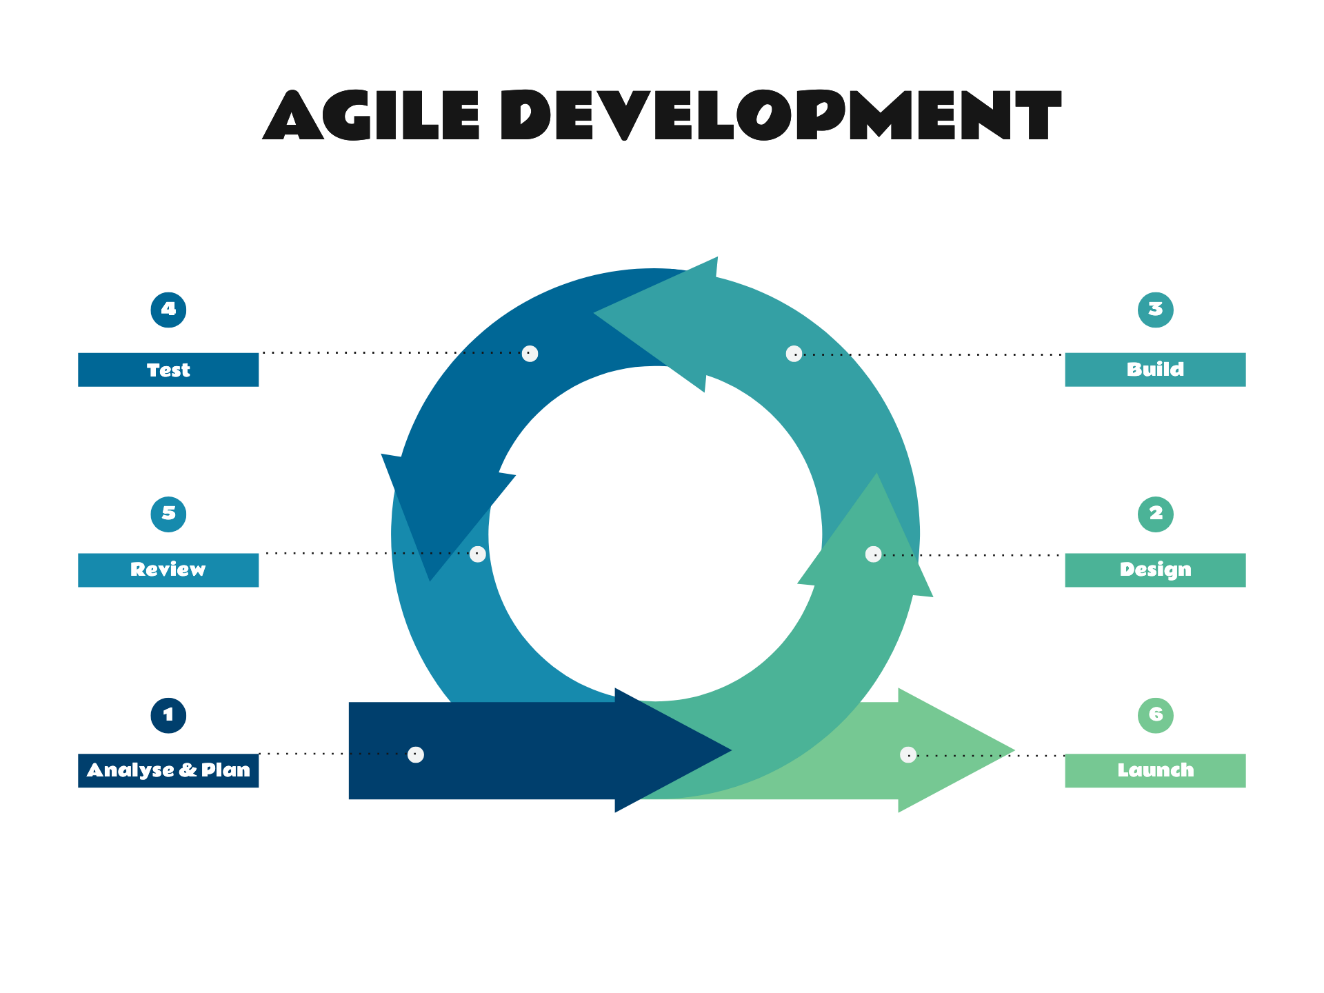 AGILE DEVELOPMENT
4
Test
3
Build
5
Review
2
Design
1
Analyse & Plan
6
Launch